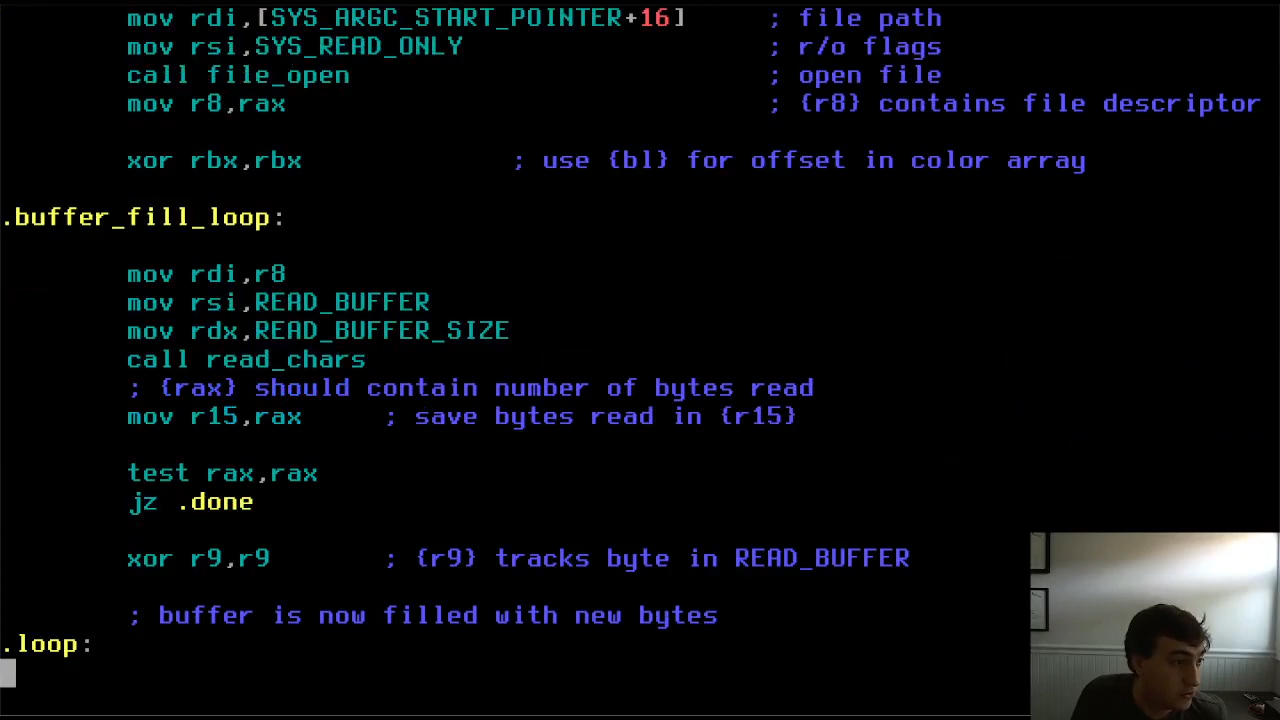 mov rdi,[SYS_ARGC_START_POINTER+16] ; file path
mov rsi,SYS_READ_ONLY ; r/o flags
call file_open ; open file
mov r8,rax ; {r8} contains file descriptor
xor rbx,rbx ; use {bl} for offset in color array
.buffer_fill_loop:
mov rdi,r8
mov rsi,READ_BUFFER
mov rdx,READ_BUFFER_SIZE
call read_chars
; {rax} should contain number of bytes read
mov r15,rax ; save bytes read in {r15}
test rax,rax
jz .done
xor r9,r9 ; {r9} tracks byte in READ_BUFFER
; buffer is now filled with new bytes
.loop: